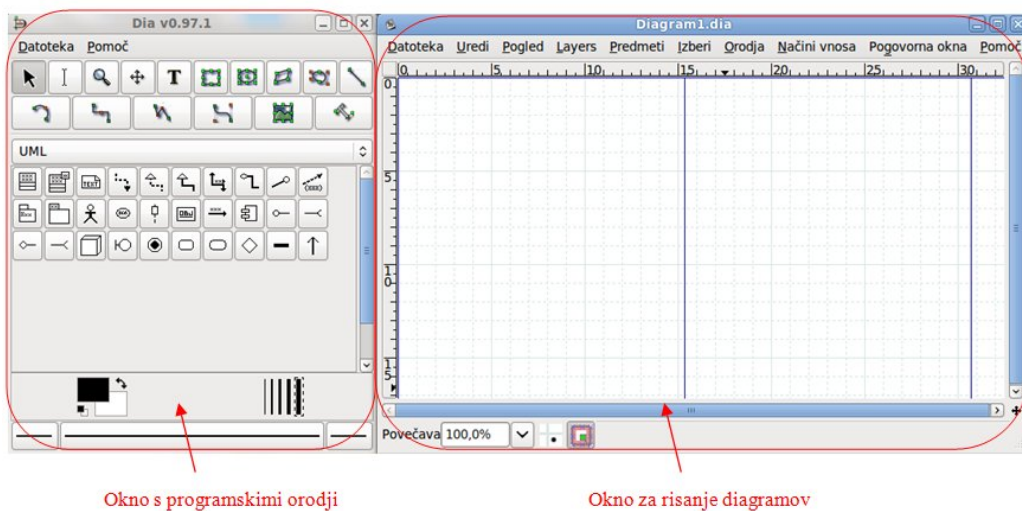 Dia v0.97.1
Datoteka Pomoč
T
UML
TEXT
Okno s programskimi orodji
Diagram1.dia
Datoteka Uredi Pogled Layers Predmeti Izberi Orodja Načini vnosa Pogovorna okna Pomoč
0 5 10 15 20 25 30
0
5
10
15
Povečava 100,0%
Okno za risanje diagramov